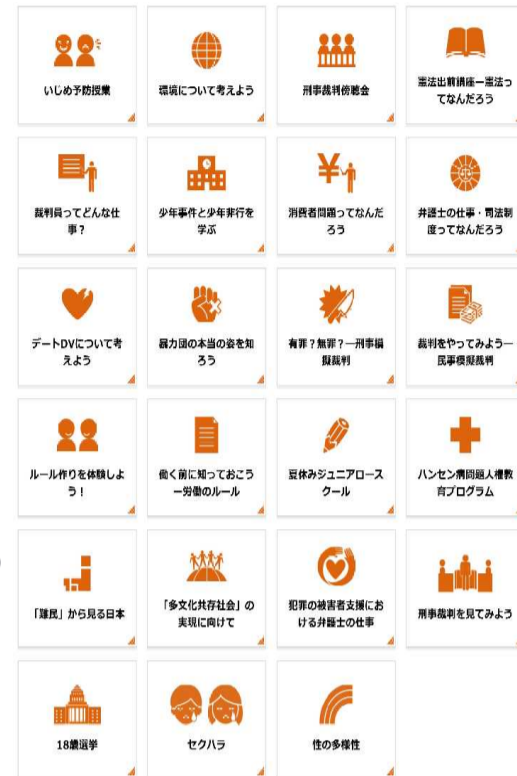 いじめ予防授業
環境について考えよう
刑事裁判傍聴会
憲法出前講座ー憲法っ
てなんだろう
裁判員ってどんな仕
事？
少年事件と少年非行を
学ぶ
消費者問題ってなんだ
ろう
弁護士の仕事・司法制
度ってなんだろう
デートDVについて考
えよう
暴力団の本当の姿を知
ろう
有罪？無罪？―刑事模
擬裁判
裁判をやってみよう―
民事模擬裁判
ルール作りを体験しよ
う！
働く前に知っておこう
ー労働のルール
夏休みジュニアロース
クール
ハンセン病問題人権教
育プログラム
「難民」から見る日本
「多文化共存社会」の
実現に向けて
犯罪の被害者支援にお
ける弁護士の仕事
刑事裁判を見てみよう
18歳選挙
セクハラ
性の多様性